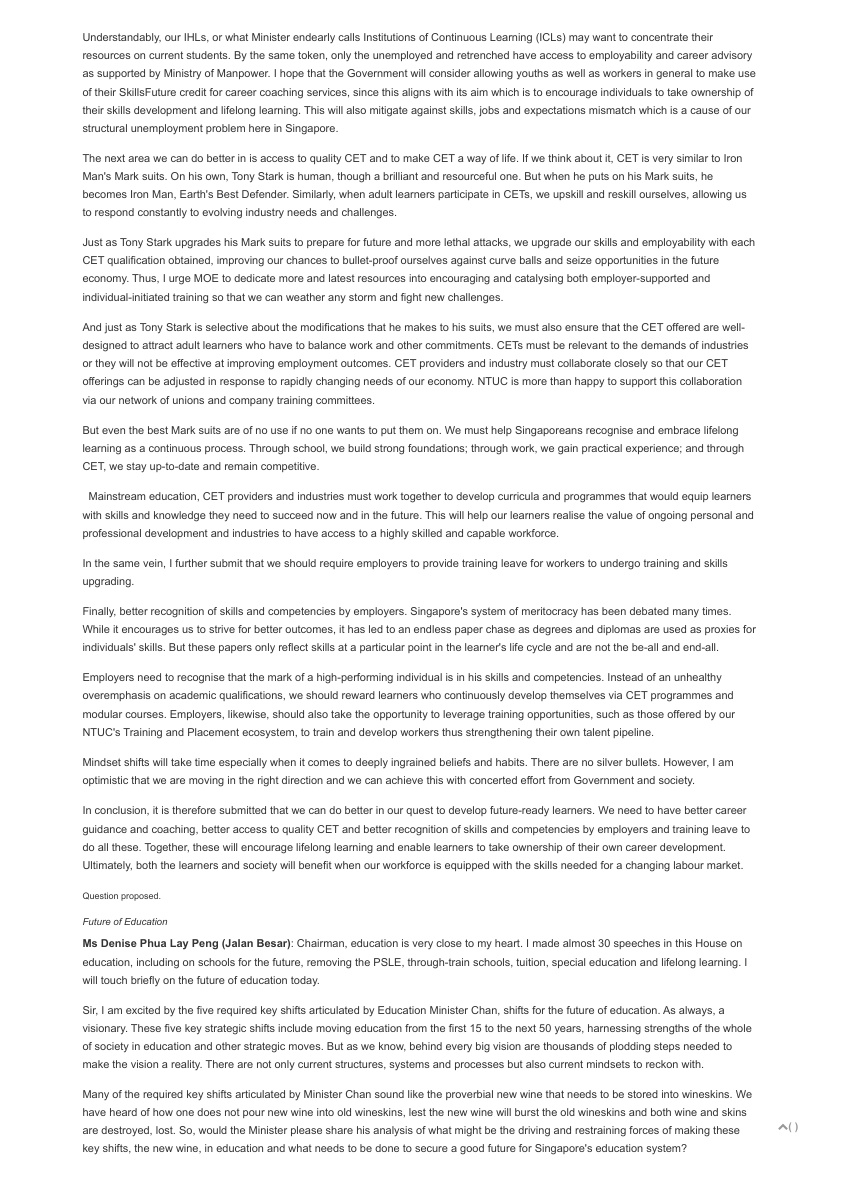 Understandably, our IHLs, or what Minister endearly calls Institutions of Continuous Learning (ICLs) may want to concentrate their
resources on current students. By the same token, only the unemployed and retrenched have access to employability and career advisory
as supported by Ministry of Manpower. I hope that the Government will consider allowing youths as well as workers in general to make use
of their SkillsFuture credit for career coaching services, since this aligns with its aim which is to encourage individuals to take ownership of
their skills development and lifelong learning. This will also mitigate against skills, jobs and expectations mismatch which is a cause of our
structural unemployment problem here in Singapore.
The next area we can do better in is access to quality CET and to make CET a way of life. If we think about it, CET is very similar to Iron
Man's Mark suits. On his own, Tony Stark is human, though a brilliant and resourceful one. But when he puts on his Mark suits, he
becomes Iron Man, Earth's Best Defender. Similarly, when adult learners participate in CETs, we upskill and reskill ourselves, allowing us
to respond constantly to evolving industry needs and challenges.
Just as Tony Stark upgrades his Mark suits to prepare for future and more lethal attacks, we upgrade our skills and employability with each
CET qualification obtained, improving our chances to bullet-proof ourselves against curve balls and seize opportunities in the future
economy. Thus, I urge MOE to dedicate more and latest resources into encouraging and catalysing both employer-supported and
individual-initiated training so that we can weather any storm and fight new challenges.
And just as Tony Stark is selective about the modifications that he makes to his suits, we must also ensure that the CET offered are well-
designed to attract adult learners who have to balance work and other commitments. CETs must be relevant to the demands of industries
or they will not be effective at improving employment outcomes. CET providers and industry must collaborate closely so that our CET
offerings can be adjusted in response to rapidly changing needs of our economy. NTUC is more than happy to support this collaboration
via our network of unions and company training committees.
But even the best Mark suits are of no use if no one wants to put them on. We must help Singaporeans recognise and embrace lifelong
learning as a continuous process. Through school, we build strong foundations; through work, we gain practical experience; and through
CET, we stay up-to-date and remain competitive.
Mainstream education, CET providers and industries must work together to develop curricula and programmes that would equip learners
with skills and knowledge they need to succeed now and in the future. This will help our learners realise the value of ongoing personal and
professional development and industries to have access to a highly skilled and capable workforce.
In the same vein, I further submit that we should require employers to provide training leave for workers to undergo training and skills
upgrading.
Finally, better recognition of skills and competencies by employers. Singapore's system of meritocracy has been debated many times.
While it encourages us to strive for better outcomes, it has led to an endless paper chase as degrees and diplomas are used as proxies for
individuals' skills. But these papers only reflect skills at a particular point in the learner's life cycle and are not the be-all and end-all.
Employers need to recognise that the mark of a high-performing individual is in his skills and competencies. Instead of an unhealthy
overemphasis on academic qualifications, we should reward learners who continuously develop themselves via CET programmes and
modular courses. Employers, likewise, should also take the opportunity to leverage training opportunities, such as those offered by our
NTUC's Training and Placement ecosystem, to train and develop workers thus strengthening their own talent pipeline.
Mindset shifts will take time especially when it comes to deeply ingrained beliefs and habits. There are no silver bullets. However, I am
optimistic that we are moving in the right direction and we can achieve this with concerted effort from Government and society.
In conclusion, it is therefore submitted that we can do better in our quest to develop future-ready learners. We need to have better career
guidance and coaching, better access to quality CET and better recognition of skills and competencies by employers and training leave to
do all these. Together, these will encourage lifelong learning and enable learners to take ownership of their own career development.
Ultimately, both the learners and society will benefit when our workforce is equipped with the skills needed for a changing labour market.
Question proposed.
Future of Education
Ms Denise Phua Lay Peng (Jalan Besar): Chairman, education is very close to my heart. I made almost 30 speeches in this House on
education, including on schools for the future, removing the PSLE, through-train schools, tuition, special education and lifelong learning. I
will touch briefly on the future of education today.
Sir, I am excited by the five required key shifts articulated by Education Minister Chan, shifts for the future of education. As always, a
visionary. These five key strategic shifts include moving education from the first 15 to the next 50 years, harnessing strengths of the whole
of society in education and other strategic moves. But as we know, behind every big vision are thousands of plodding steps needed to
make the vision a reality. There are not only current structures, systems and processes but also current mindsets to reckon with.
Many of the required key shifts articulated by Minister Chan sound like the proverbial new wine that needs to be stored into wineskins. We
have heard of how one does not pour new wine into old wineskins, lest the new wine will burst the old wineskins and both wine and skins
are destroyed, lost. So, would the Minister please share his analysis of what might be the driving and restraining forces of making these
key shifts, the new wine, in education and what needs to be done to secure a good future for Singapore's education system?
( )